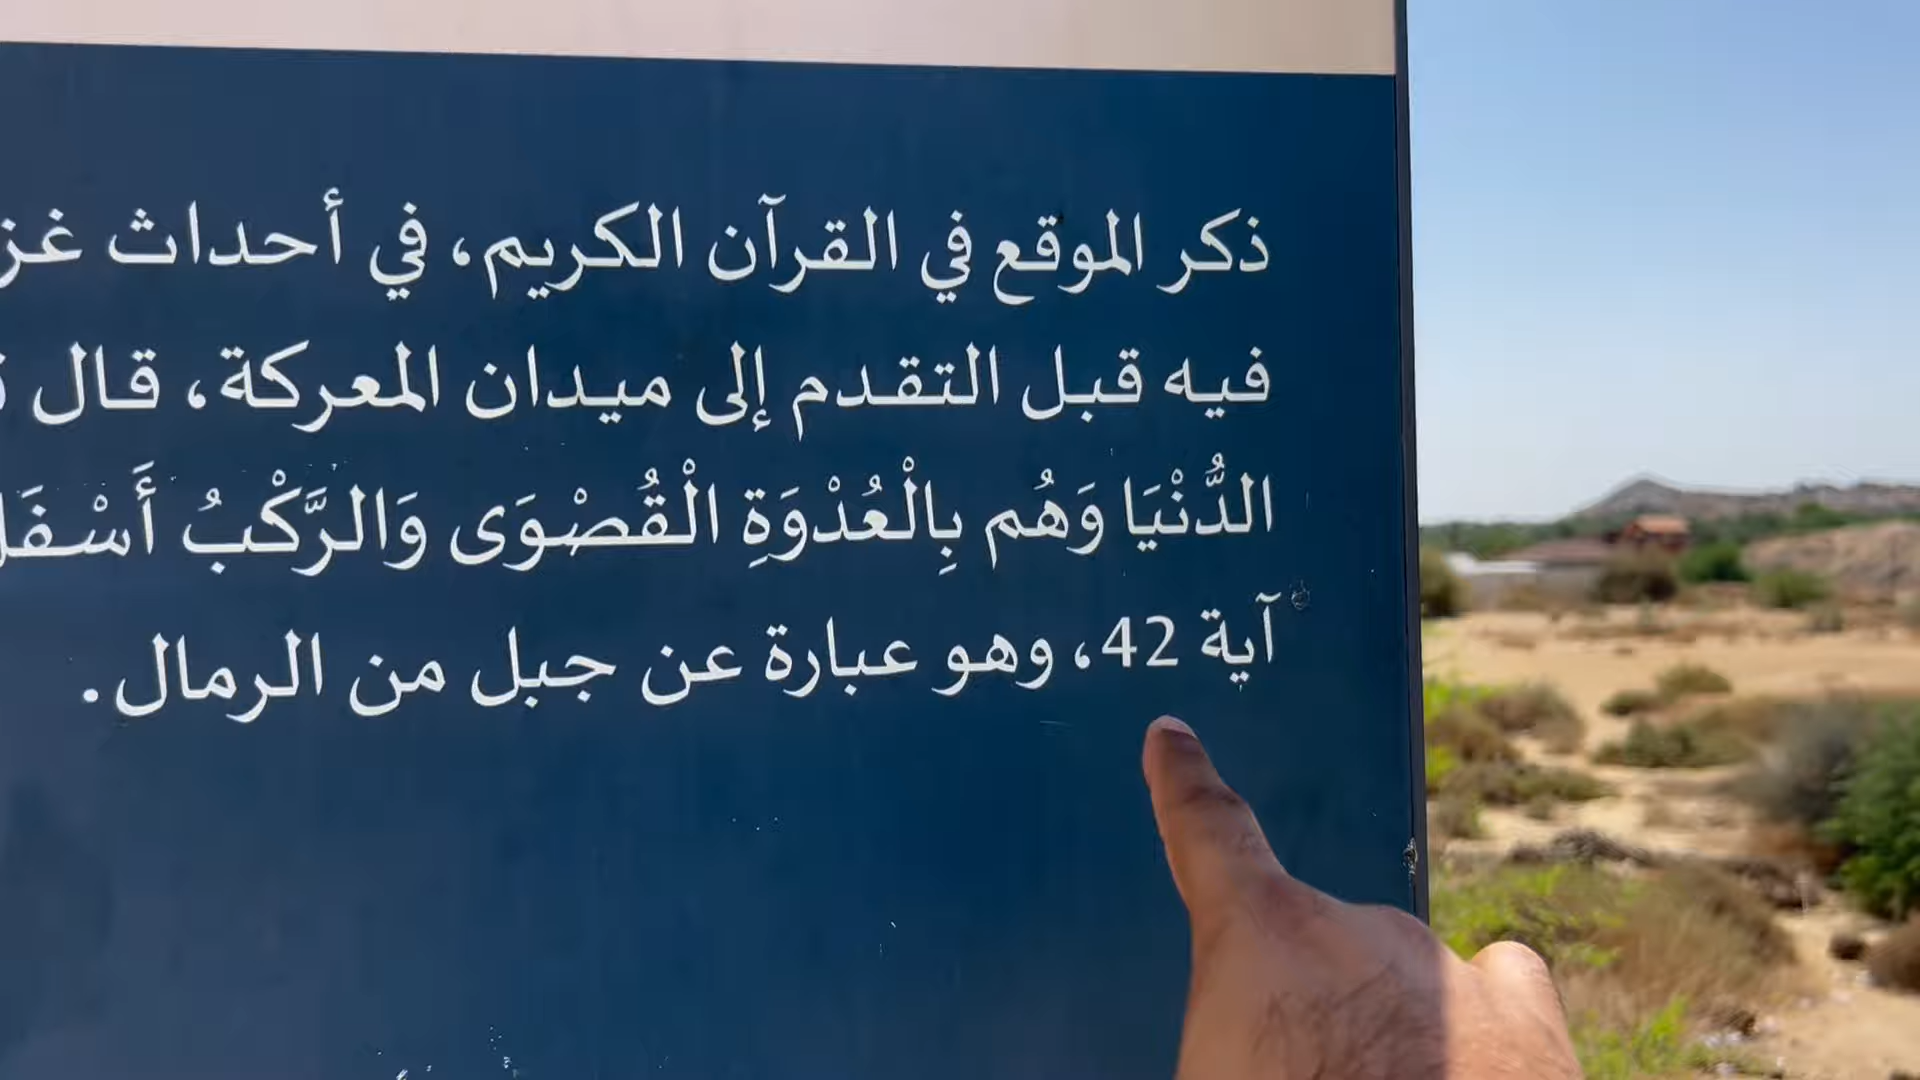 ذكر الموقع في القرآن الكريم، في أحداث
فيه قبل التقدم إلى ميدان المعركة، قال
الدُّنْيَا وَهُم بِالْعُدْوَةِ الْقُصْوَى وَالرَّكْبُ
آية 42، وهو عبارة عن جبل من الرمال.